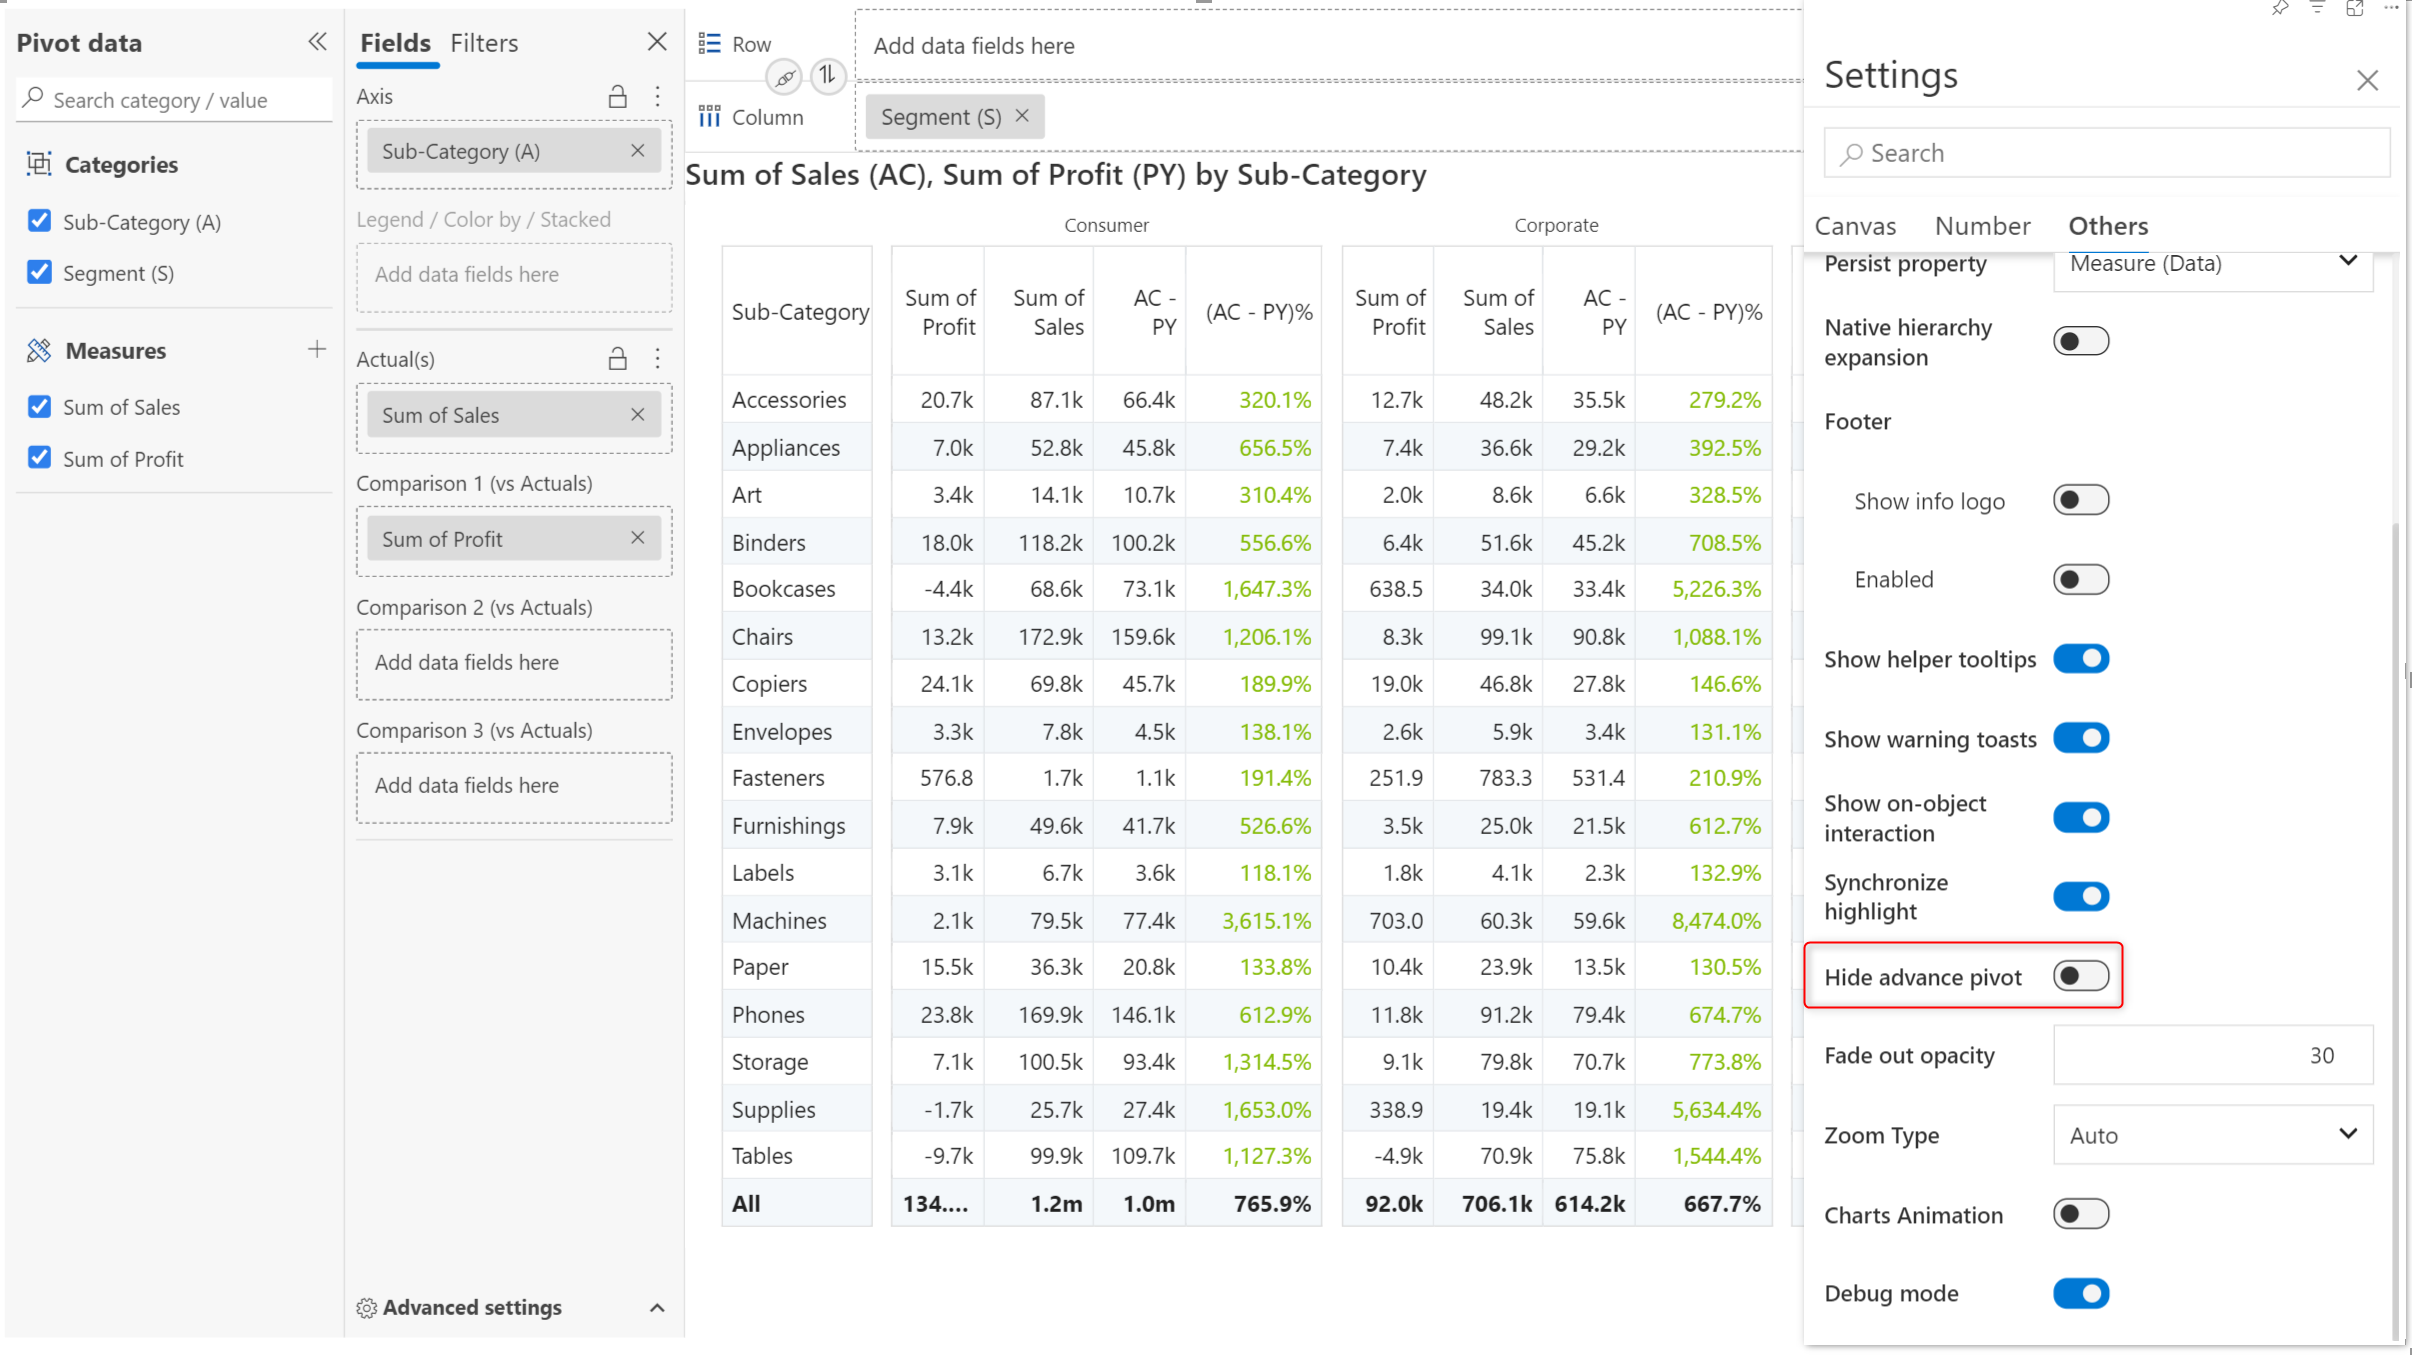 Pivot data
Search category / value
Categories
Sub-Category (A)
Segment (S)
Measures
Sum of Sales
Sum of Profit
Fields Filters
Axis
Sub-Category (A)
Legend / Color by / Stacked
Add data fields here
Actual(s)
Sum of Sales
Comparison 1 (vs Actuals)
Sum of Profit
Comparison 2 (vs Actuals)
Add data fields here
Comparison 3 (vs Actuals)
Add data fields here
Advanced settings
Row Add data fields here
Column Segment (S)
Sum of Sales (AC), Sum of Profit (PY) by Sub-Category
Consumer Corporate
Sub-Category Sum of Profit Sum of Sales AC - PY (AC - PY)% Sum of Profit Sum of Sales AC - PY (AC - PY)%
Accessories 20.7k 87.1k 66.4k 320.1% 12.7k 48.2k 35.5k 279.2%
Appliances 7.0k 52.8k 45.8k 656.5% 7.4k 36.6k 29.2k 392.5%
Art 3.4k 14.1k 10.7k 310.4% 2.0k 8.6k 6.6k 328.5%
Binders 18.0k 118.2k 100.2k 556.6% 6.4k 51.6k 45.2k 708.5%
Bookcases -4.4k 68.6k 73.1k 1,647.3% 638.5 34.0k 33.4k 5,226.3%
Chairs 13.2k 172.9k 159.6k 1,206.1% 8.3k 99.1k 90.8k 1,088.1%
Copiers 24.1k 69.8k 45.7k 189.9% 19.0k 46.8k 27.8k 146.6%
Envelopes 3.3k 7.8k 4.5k 138.1% 2.6k 5.9k 3.4k 131.1%
Fasteners 576.8 1.7k 1.1k 191.4% 251.9 783.3 531.4 210.9%
Furnishings 7.9k 49.6k 41.7k 526.6% 3.5k 25.0k 21.5k 612.7%
Labels 3.1k 6.7k 3.6k 118.1% 1.8k 4.1k 2.3k 132.9%
Machines 2.1k 79.5k 77.4k 3,615.1% 703.0 60.3k 59.6k 8,474.0%
Paper 15.5k 36.3k 20.8k 133.8% 10.4k 23.9k 13.5k 130.5%
Phones 23.8k 169.9k 146.1k 612.9% 11.8k 91.2k 79.4k 674.7%
Storage 7.1k 100.5k 93.4k 1,314.5% 9.1k 79.8k 70.7k 773.8%
Supplies -1.7k 25.7k 27.4k 1,653.0% 338.9 19.4k 19.1k 5,634.4%
Tables -9.7k 99.9k 109.7k 1,127.3% -4.9k 70.9k 75.8k 1,544.4%
All 134.... 1.2m 1.0m 765.9% 92.0k 706.1k 614.2k 667.7%
Settings
Search
Canvas Number Others
Persist property Measure (Data)
Native hierarchy
expansion
Footer
Show info logo
Enabled
Show helper tooltips
Show warning toasts
Show on-object
interaction
Synchronize
highlight
Hide advance pivot
Fade out opacity 30
Zoom Type Auto
Charts Animation
Debug mode